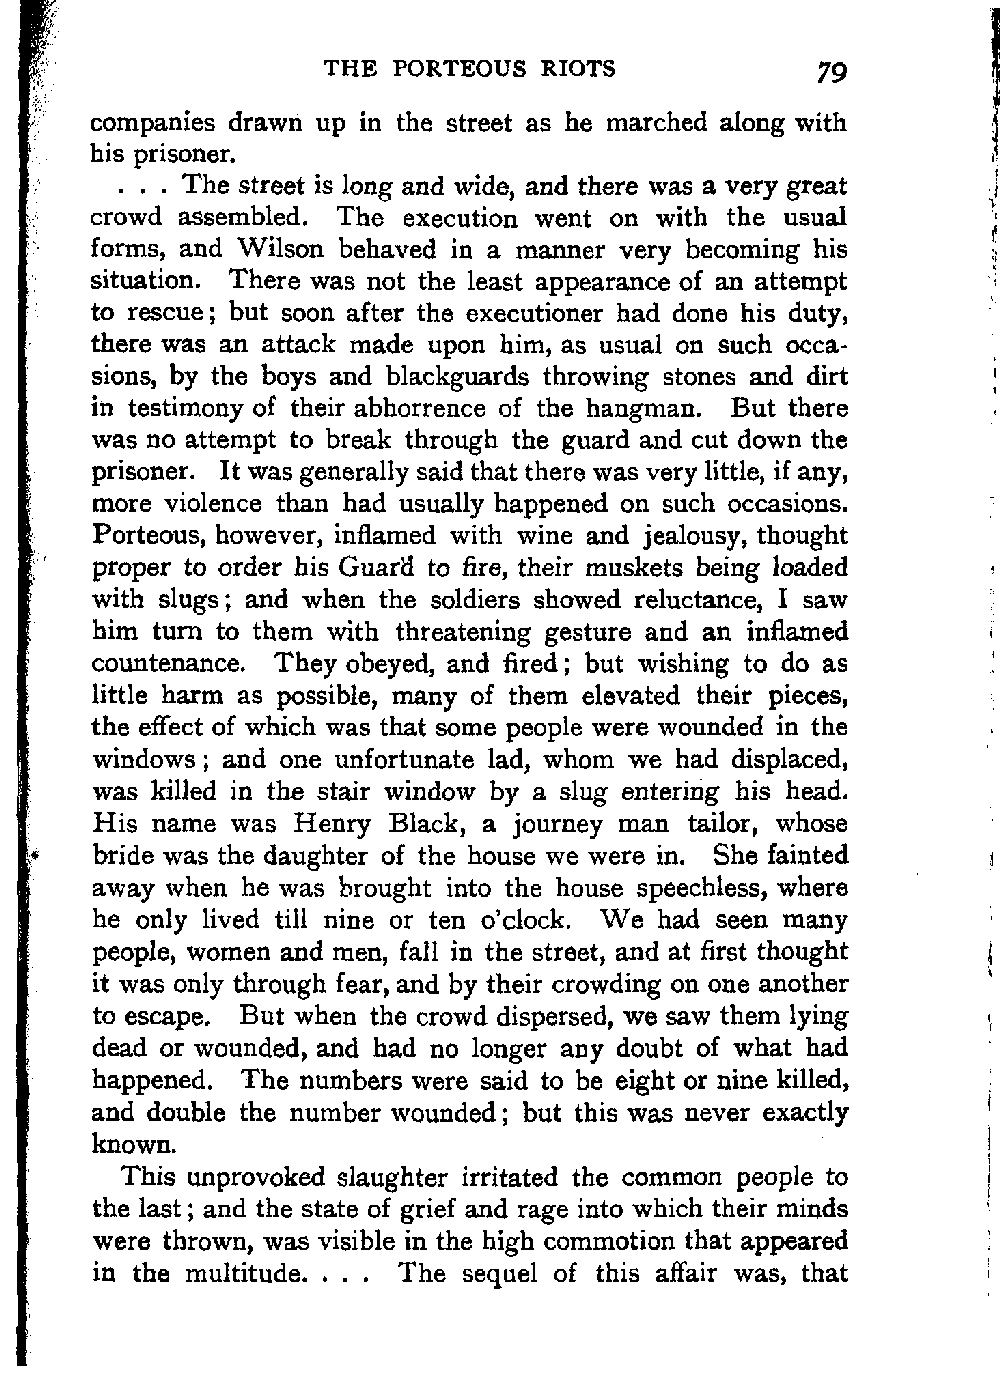 THE PORTEOUS RIOTS 79
companies drawn up in the street as he marched along with
his prisoner.
. . . The street is long and wide, and there was a very great
crowd assembled. The execution went on with the usual
forms, and Wilson behaved in a manner very becoming his
situation. There was not the least appearance of an attempt
to rescue; but soon after the executioner had done his duty,
there was an attack made upon him, as usual on such occa-
sions, by the boys and blackguards throwing stones and dirt
in testimony of their abhorrence of the hangman. But there
was no attempt to break through the guard and cut down the
prisoner. It was generally said that there was very little, if any,
more violence than had usually happened on such occasions.
Porteous, however, inflamed with wine and jealousy, thought
proper to order his Guard to fire, their muskets being loaded
with slugs; and when the soldiers showed reluctance, I saw
him turn to them with threatening gesture and an inflamed
countenance. They obeyed, and fired; but wishing to do as
little harm as possible, many of them elevated their pieces,
the effect of which was that some people were wounded in the
windows; and one unfortunate lad, whom we had displaced,
was killed in the stair window by a slug entering his head.
His name was Henry Black, a journey man tailor, whose
bride was the daughter of the house we were in. She fainted
away when he was brought into the house speechless, where
he only lived till nine or ten o'clock. We had seen many
people, women and men, fall in the street, and at first thought
it was only through fear, and by their crowding on one another
to escape. But when the crowd dispersed, we saw them lying
dead or wounded, and had no longer any doubt of what had
happened. The numbers were said to be eight or nine killed,
and double the number wounded; but this was never exactly
known.
This unprovoked slaughter irritated the common people to
the last; and the state of grief and rage into which their minds
were thrown, was visible in the high commotion that appeared
in the multitude. . . . The sequel of this affair was, that